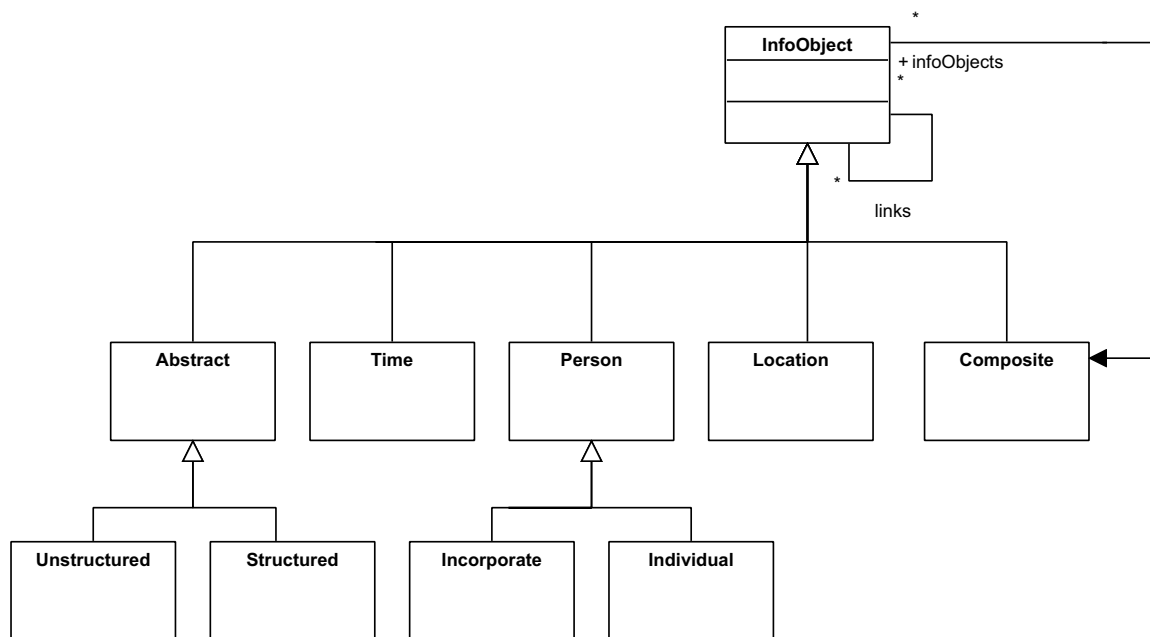 *
InfoObject
+ infoObjects
*
*
links
Abstract
Time
Person
Location
Composite
Unstructured
Structured
Incorporate
Individual